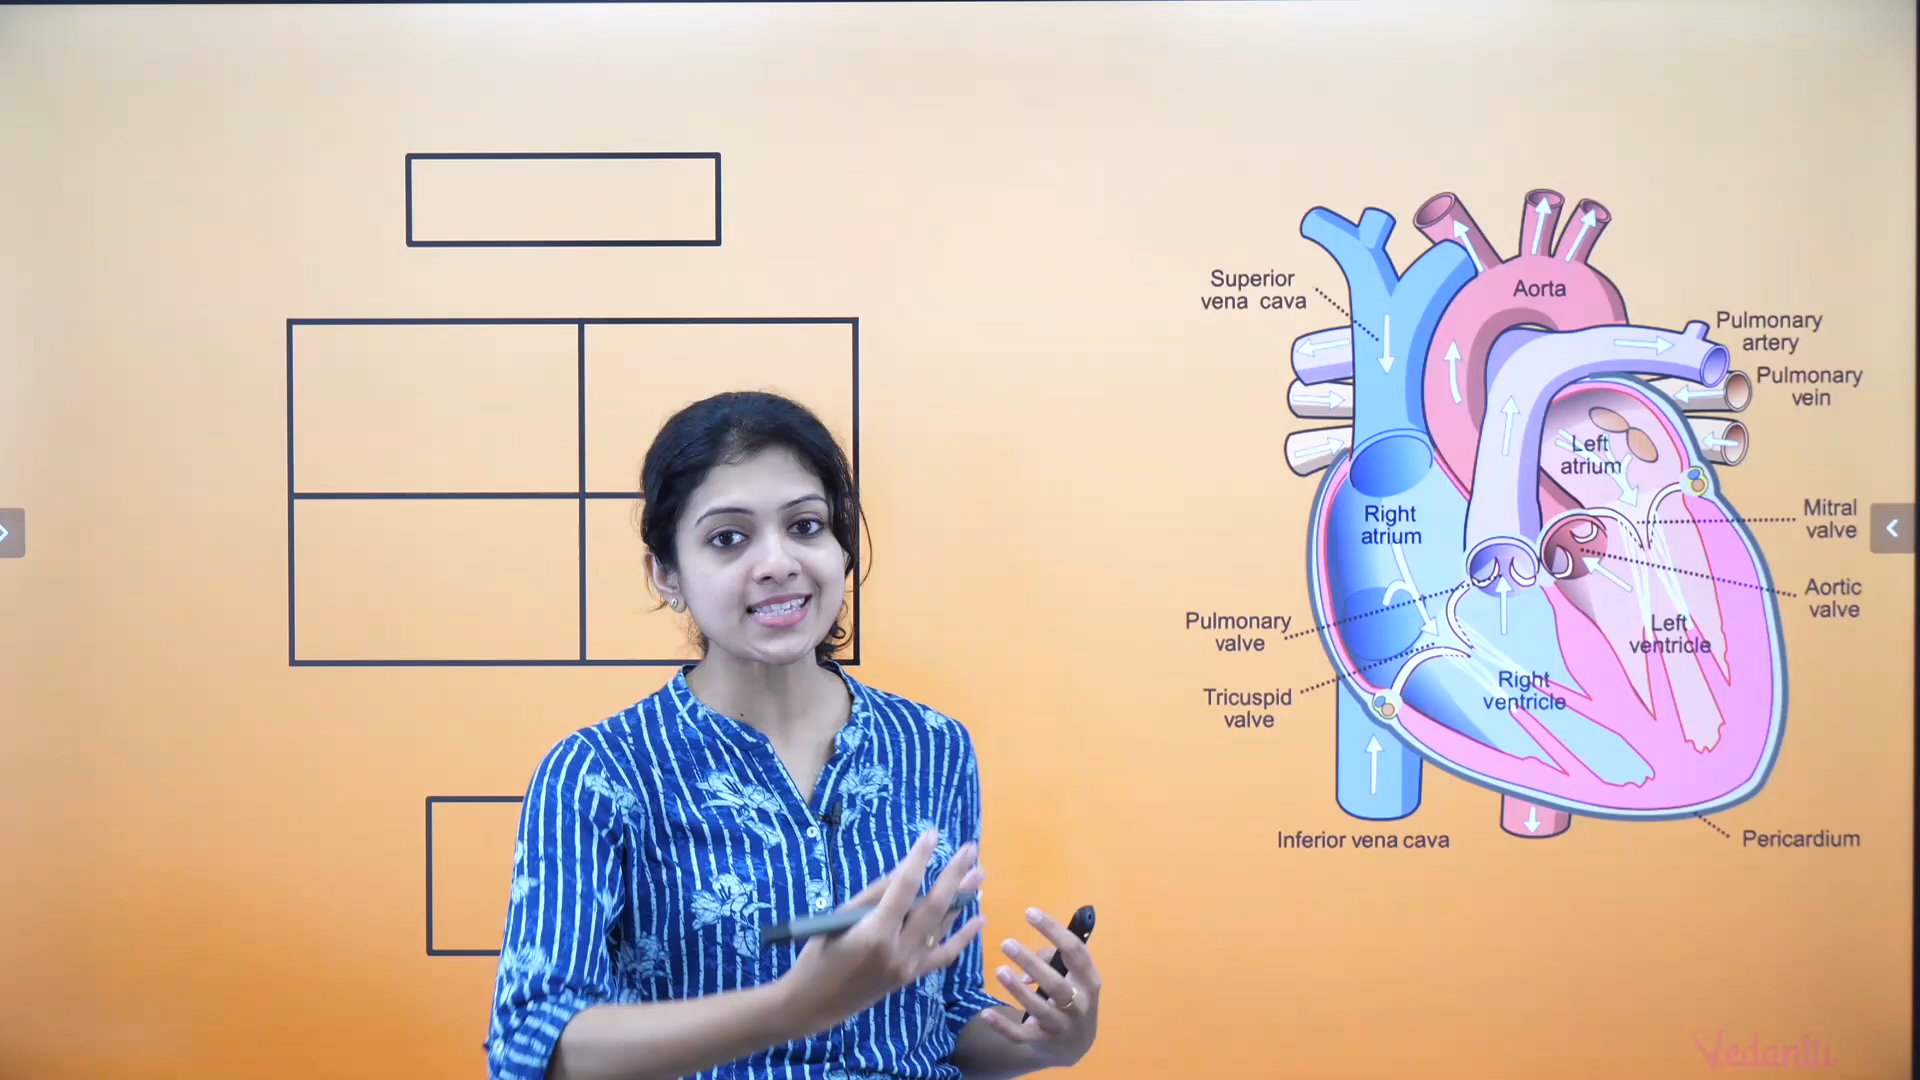 Superior
vena cava
Aorta
Pulmonary
artery
Pulmonary
vein
Left
atrium
Right
atrium
Mitral
valve
Aortic
valve
Pulmonary
valve
Left
ventricle
Tricuspid
valve
Right
ventricle
Inferior vena cava
Pericardium
Vedantu